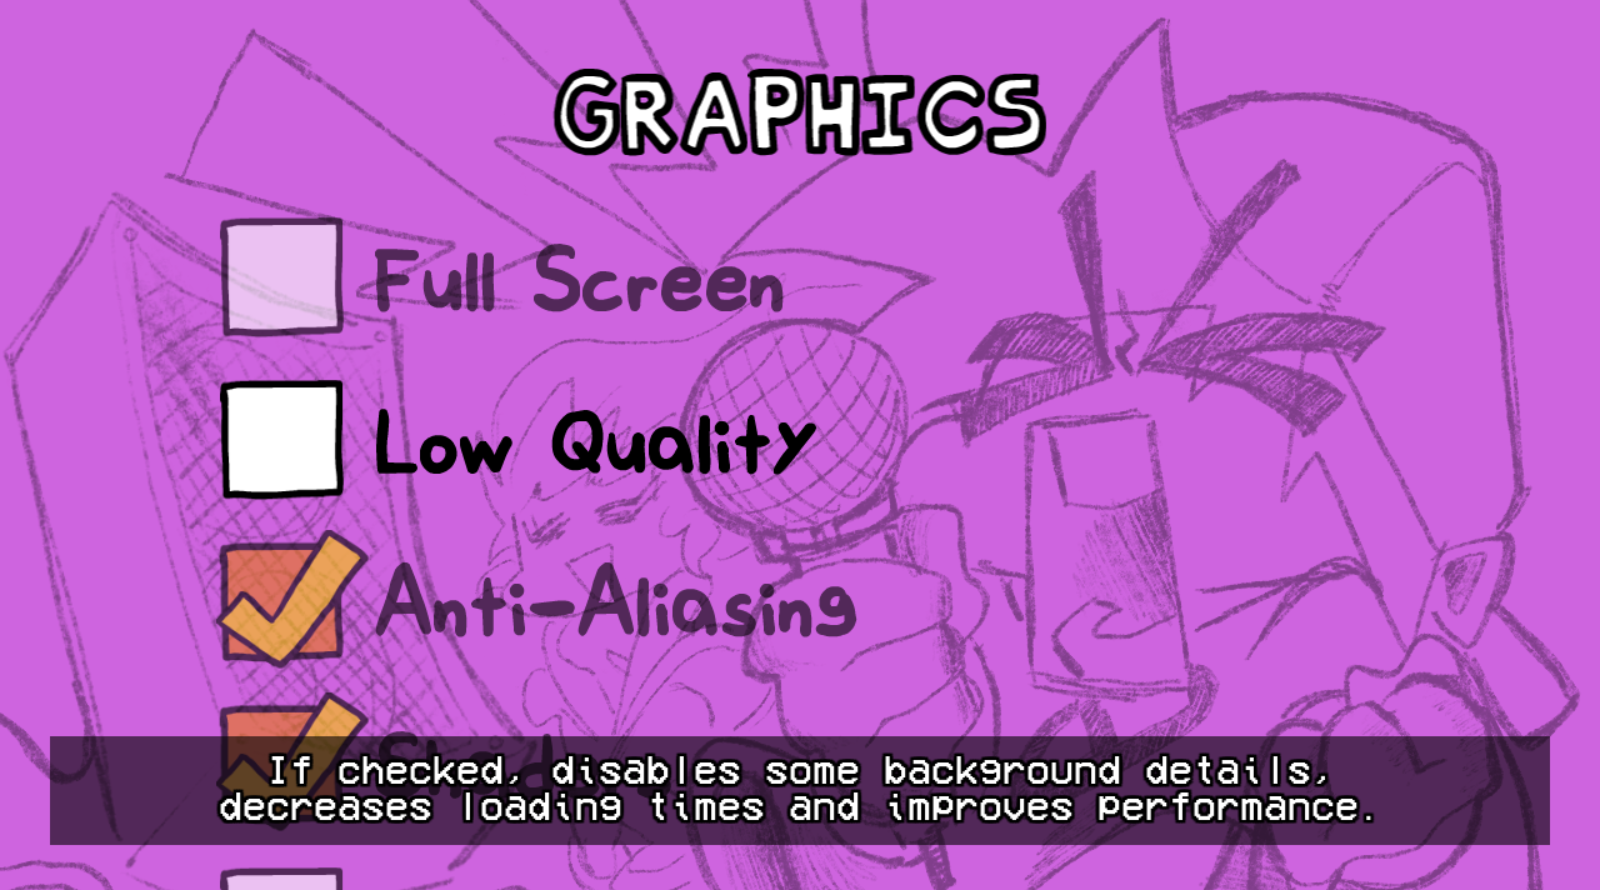 GRAPHICS
Full Screen
Low Quality
Anti-Aliasing
If checked, disables some background details,
decreases loading times and improves performance.